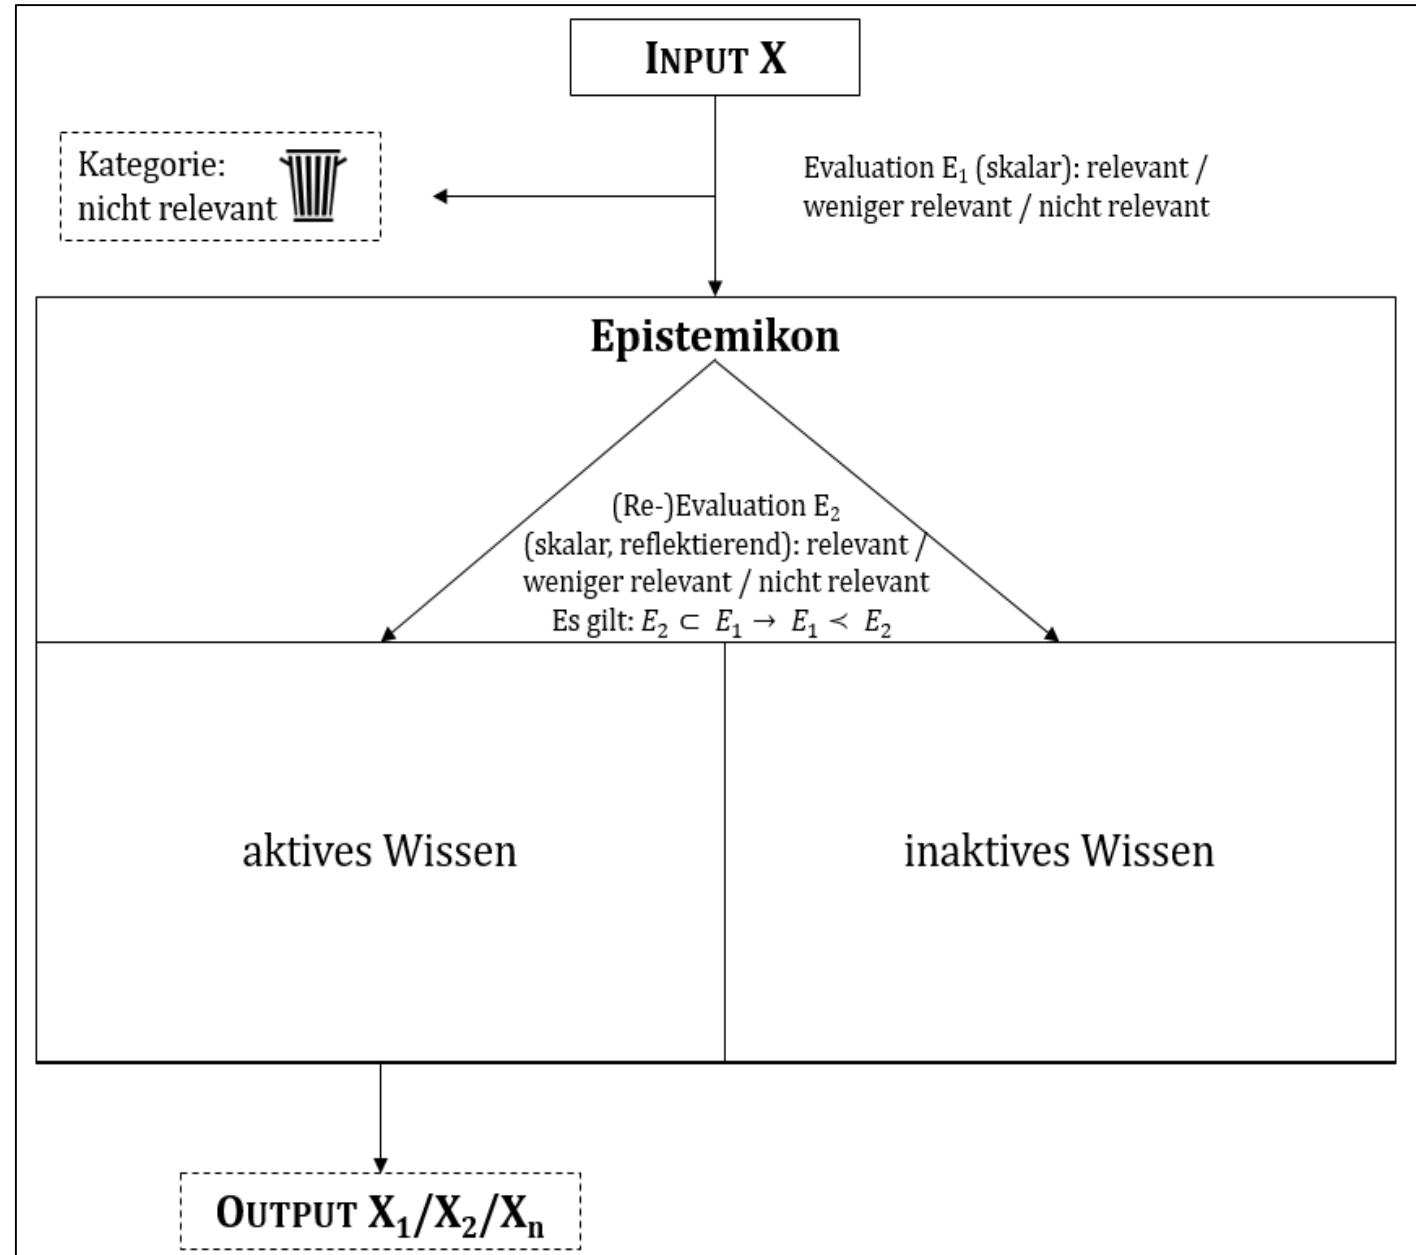 INPUT X
Kategorie:
nicht relevant
Evaluation E₁ (skalar): relevant /
weniger relevant / nicht relevant
Epistemikon
(Re-)Evaluation E₂
(skalar, reflektierend): relevant /
weniger relevant / nicht relevant
Es gilt: E₂ ⊂ E₁ → E₁ ≺ E₂
aktives Wissen
inaktives Wissen
OUTPUT X₁/X₂/Xₙ